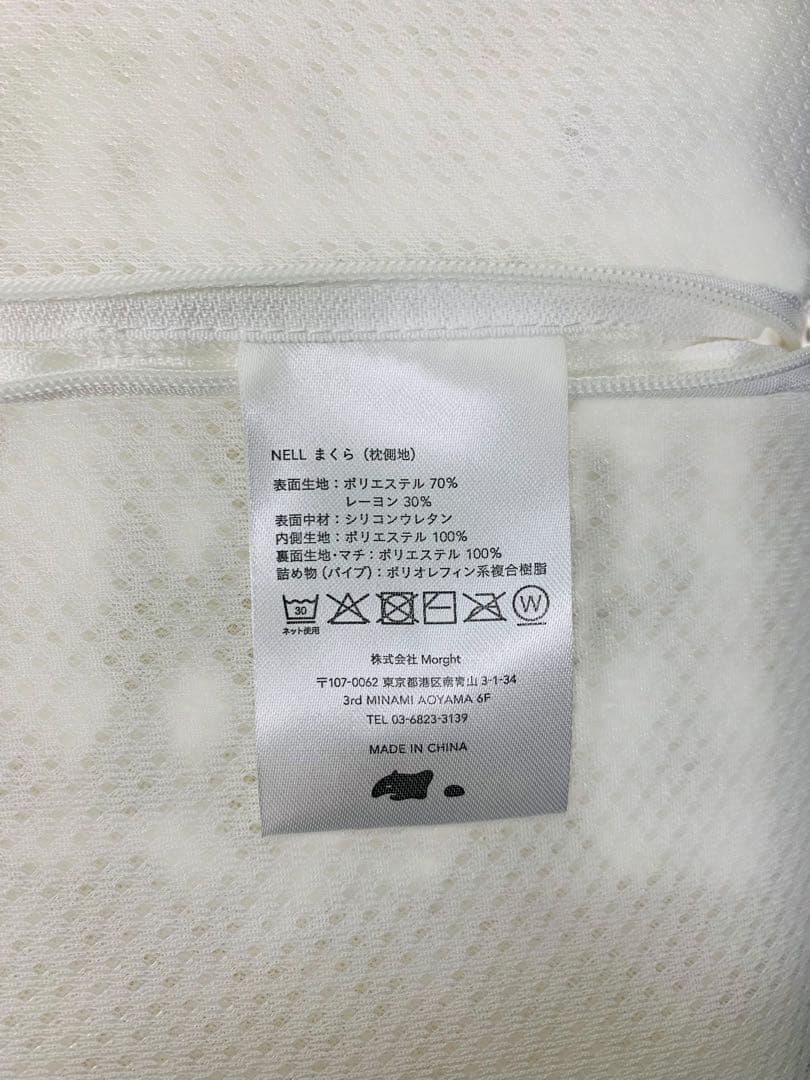 NELL まくら（枕側地）
表面生地：ポリエステル 70%
レーヨン 30%
表面中材：シリコンウレタン
内側生地：ポリエステル 100%
裏面生地・マチ：ポリエステル 100%
詰め物（パイプ）：ポリオレフィン系複合樹脂
30 W
ネット使用
株式会社 Morght
〒107-0062 東京都港区南青山 3-1-34
3rd MINAMI AOYAMA 6F
TEL 03-6823-3139
MADE IN CHINA